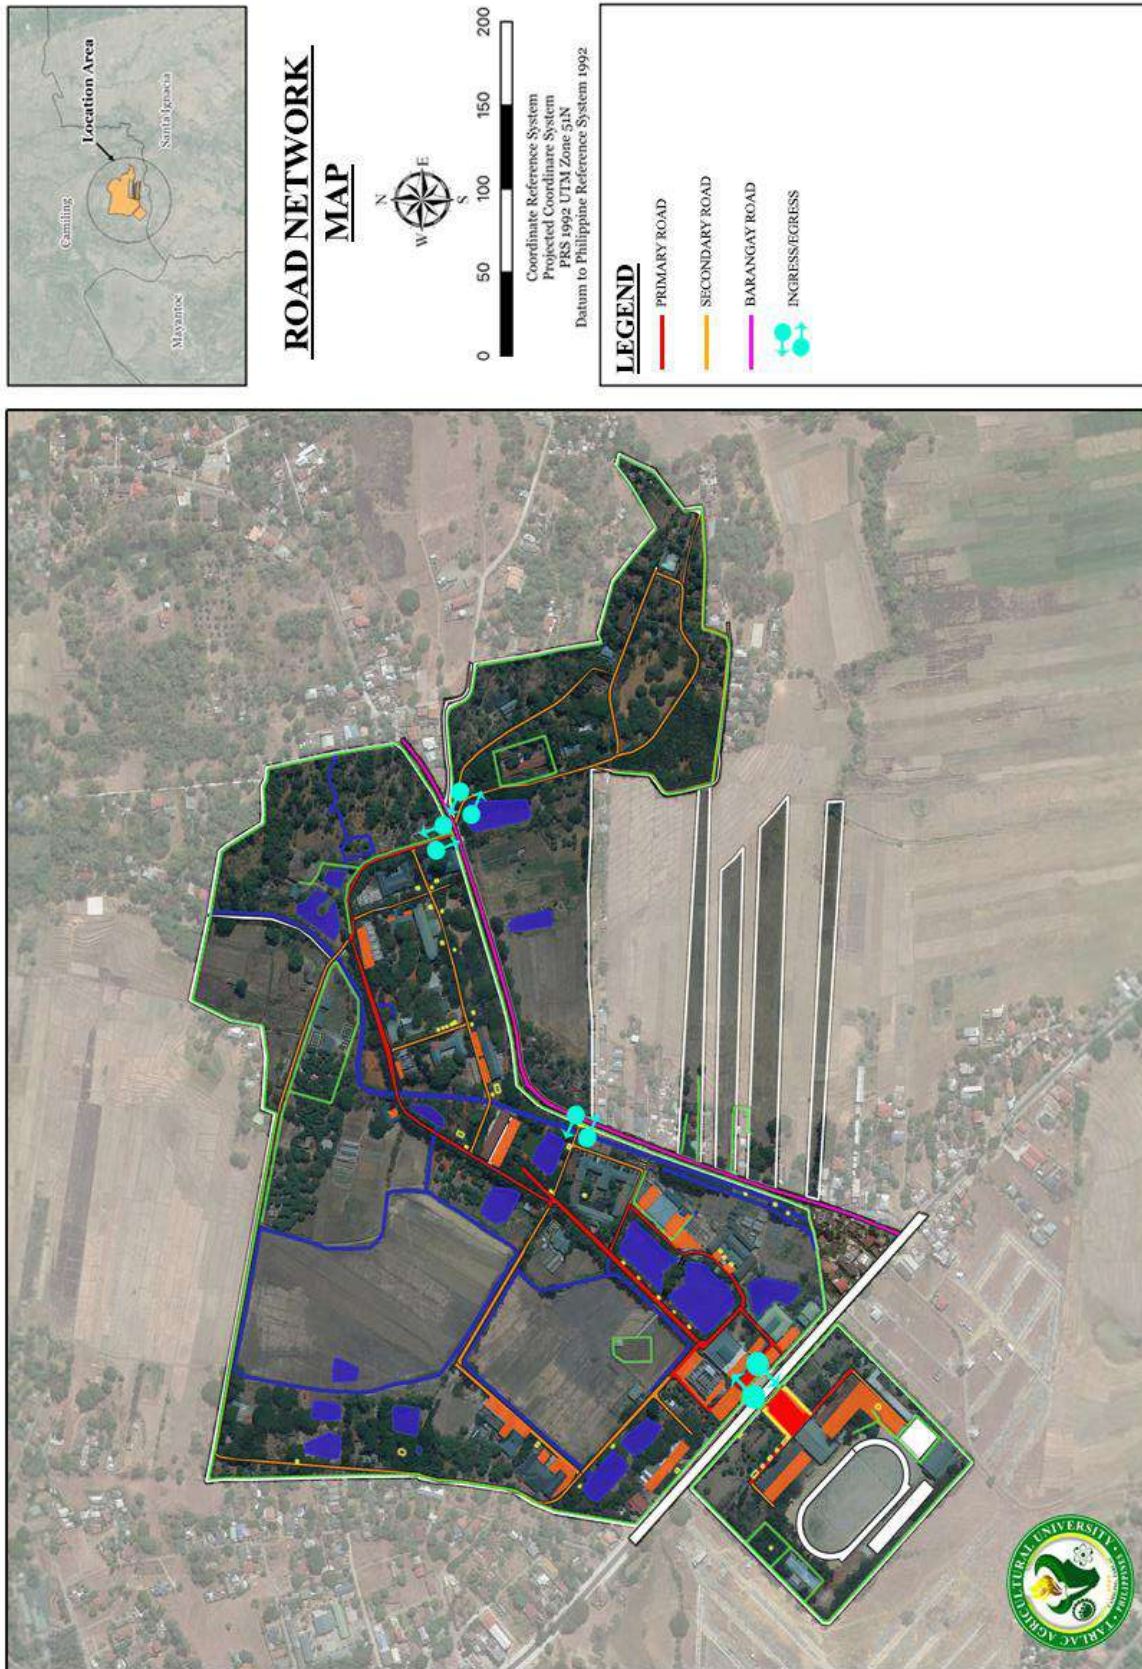 Location Area
Camiling
Santa Ignacia
Mayantoc
ROAD NETWORK
MAP
N
W
E
S
0
50
100
150
200
Coordinate Reference System
Projected Coordinare System
PRS 1992 UTM Zone 51N
Datum to Philippine Reference System 1992
LEGEND
PRIMARY ROAD
SECONDARY ROAD
BARANGAY ROAD
INGRESS/EGRESS
TARLAC AGRICULTURAL UNIVERSITY
PHILIPPINES